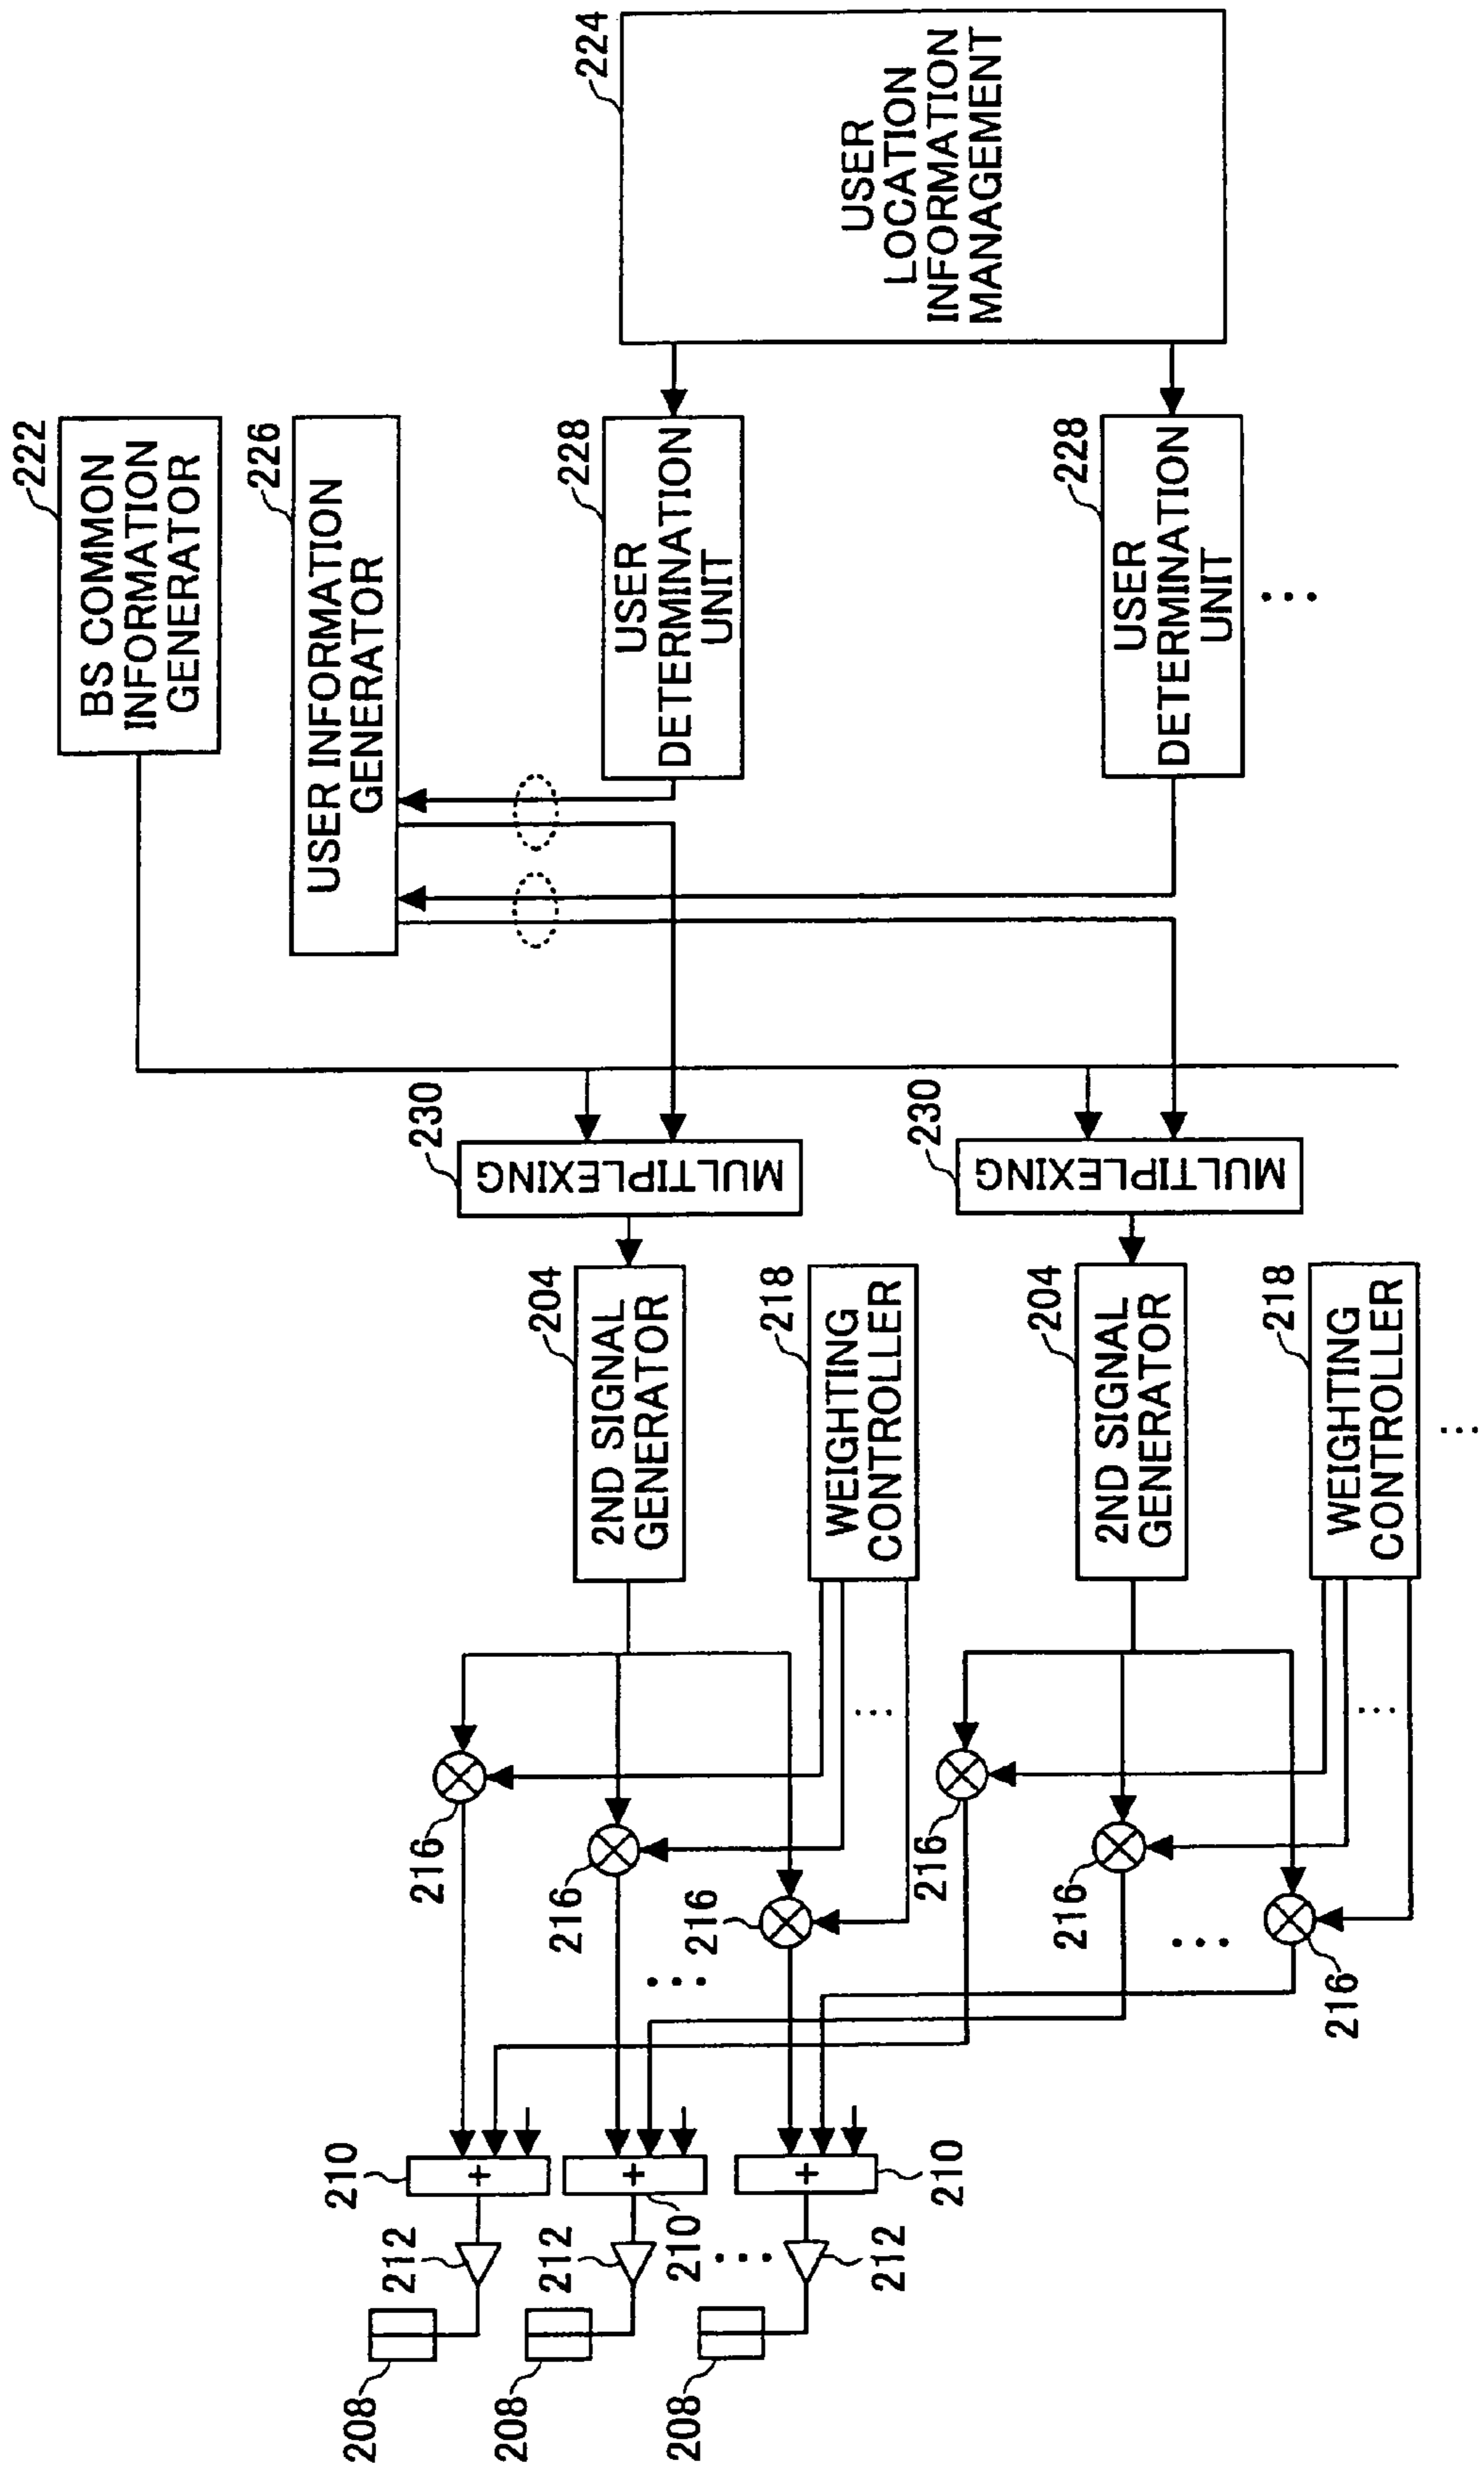 208
208
208
212
212
212
...
210
210
210
+
+
+
216
216
216
...
216
216
216
...
204
2ND SIGNAL
GENERATOR
218
WEIGHTING
CONTROLLER
...
204
2ND SIGNAL
GENERATOR
218
WEIGHTING
CONTROLLER
...
...
230
MULTIPLEXING
230
MULTIPLEXING
222
BS COMMON
INFORMATION
GENERATOR
226
USER INFORMATION
GENERATOR
228
USER
DETERMINATION
UNIT
228
USER
DETERMINATION
UNIT
...
224
USER
LOCATION
INFORMATION
MANAGEMENT